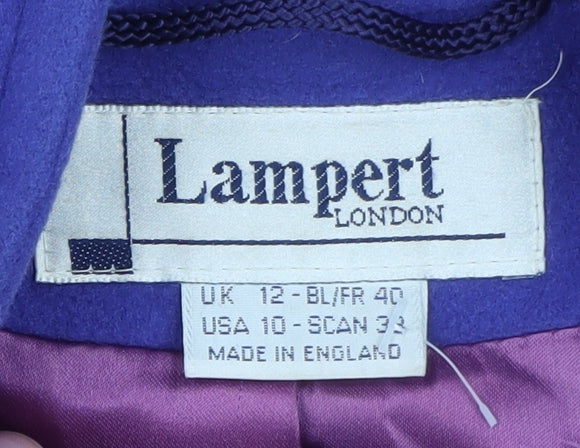 Lampert
LONDON
UK 12 - BL/FR 40
USA 10 - SCAN 38
MADE IN ENGLAND